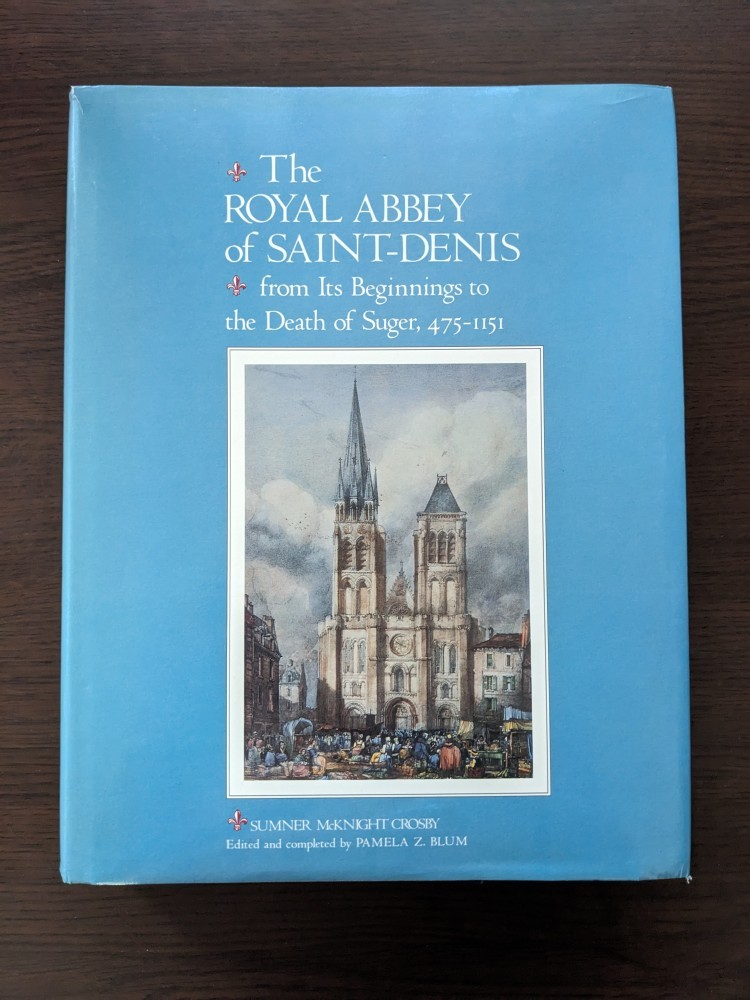 The
ROYAL ABBEY
of SAINT-DENIS
from Its Beginnings to
the Death of Suger, 475-1151
SUMNER McKNIGHT CROSBY
Edited and completed by PAMELA Z. BLUM